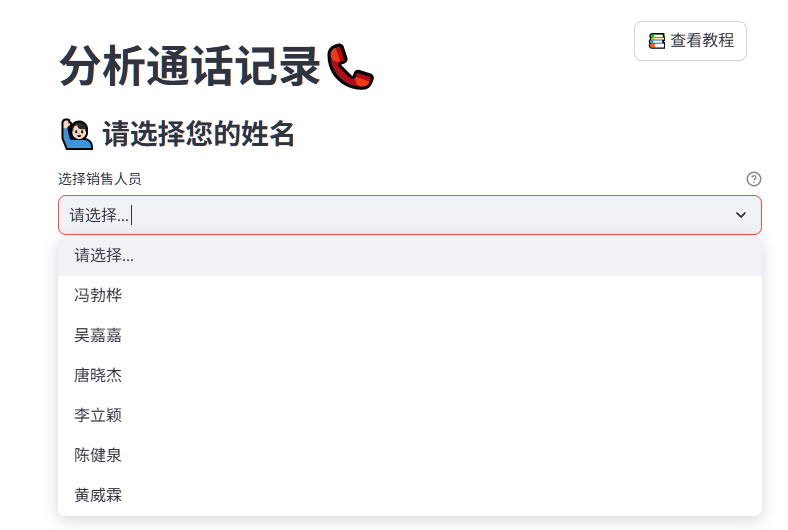 查看教程
分析通话记录
请选择您的姓名
选择销售人员
请选择...
请选择...
冯勃桦
吴嘉嘉
唐晓杰
李立颖
陈健泉
黄威霖